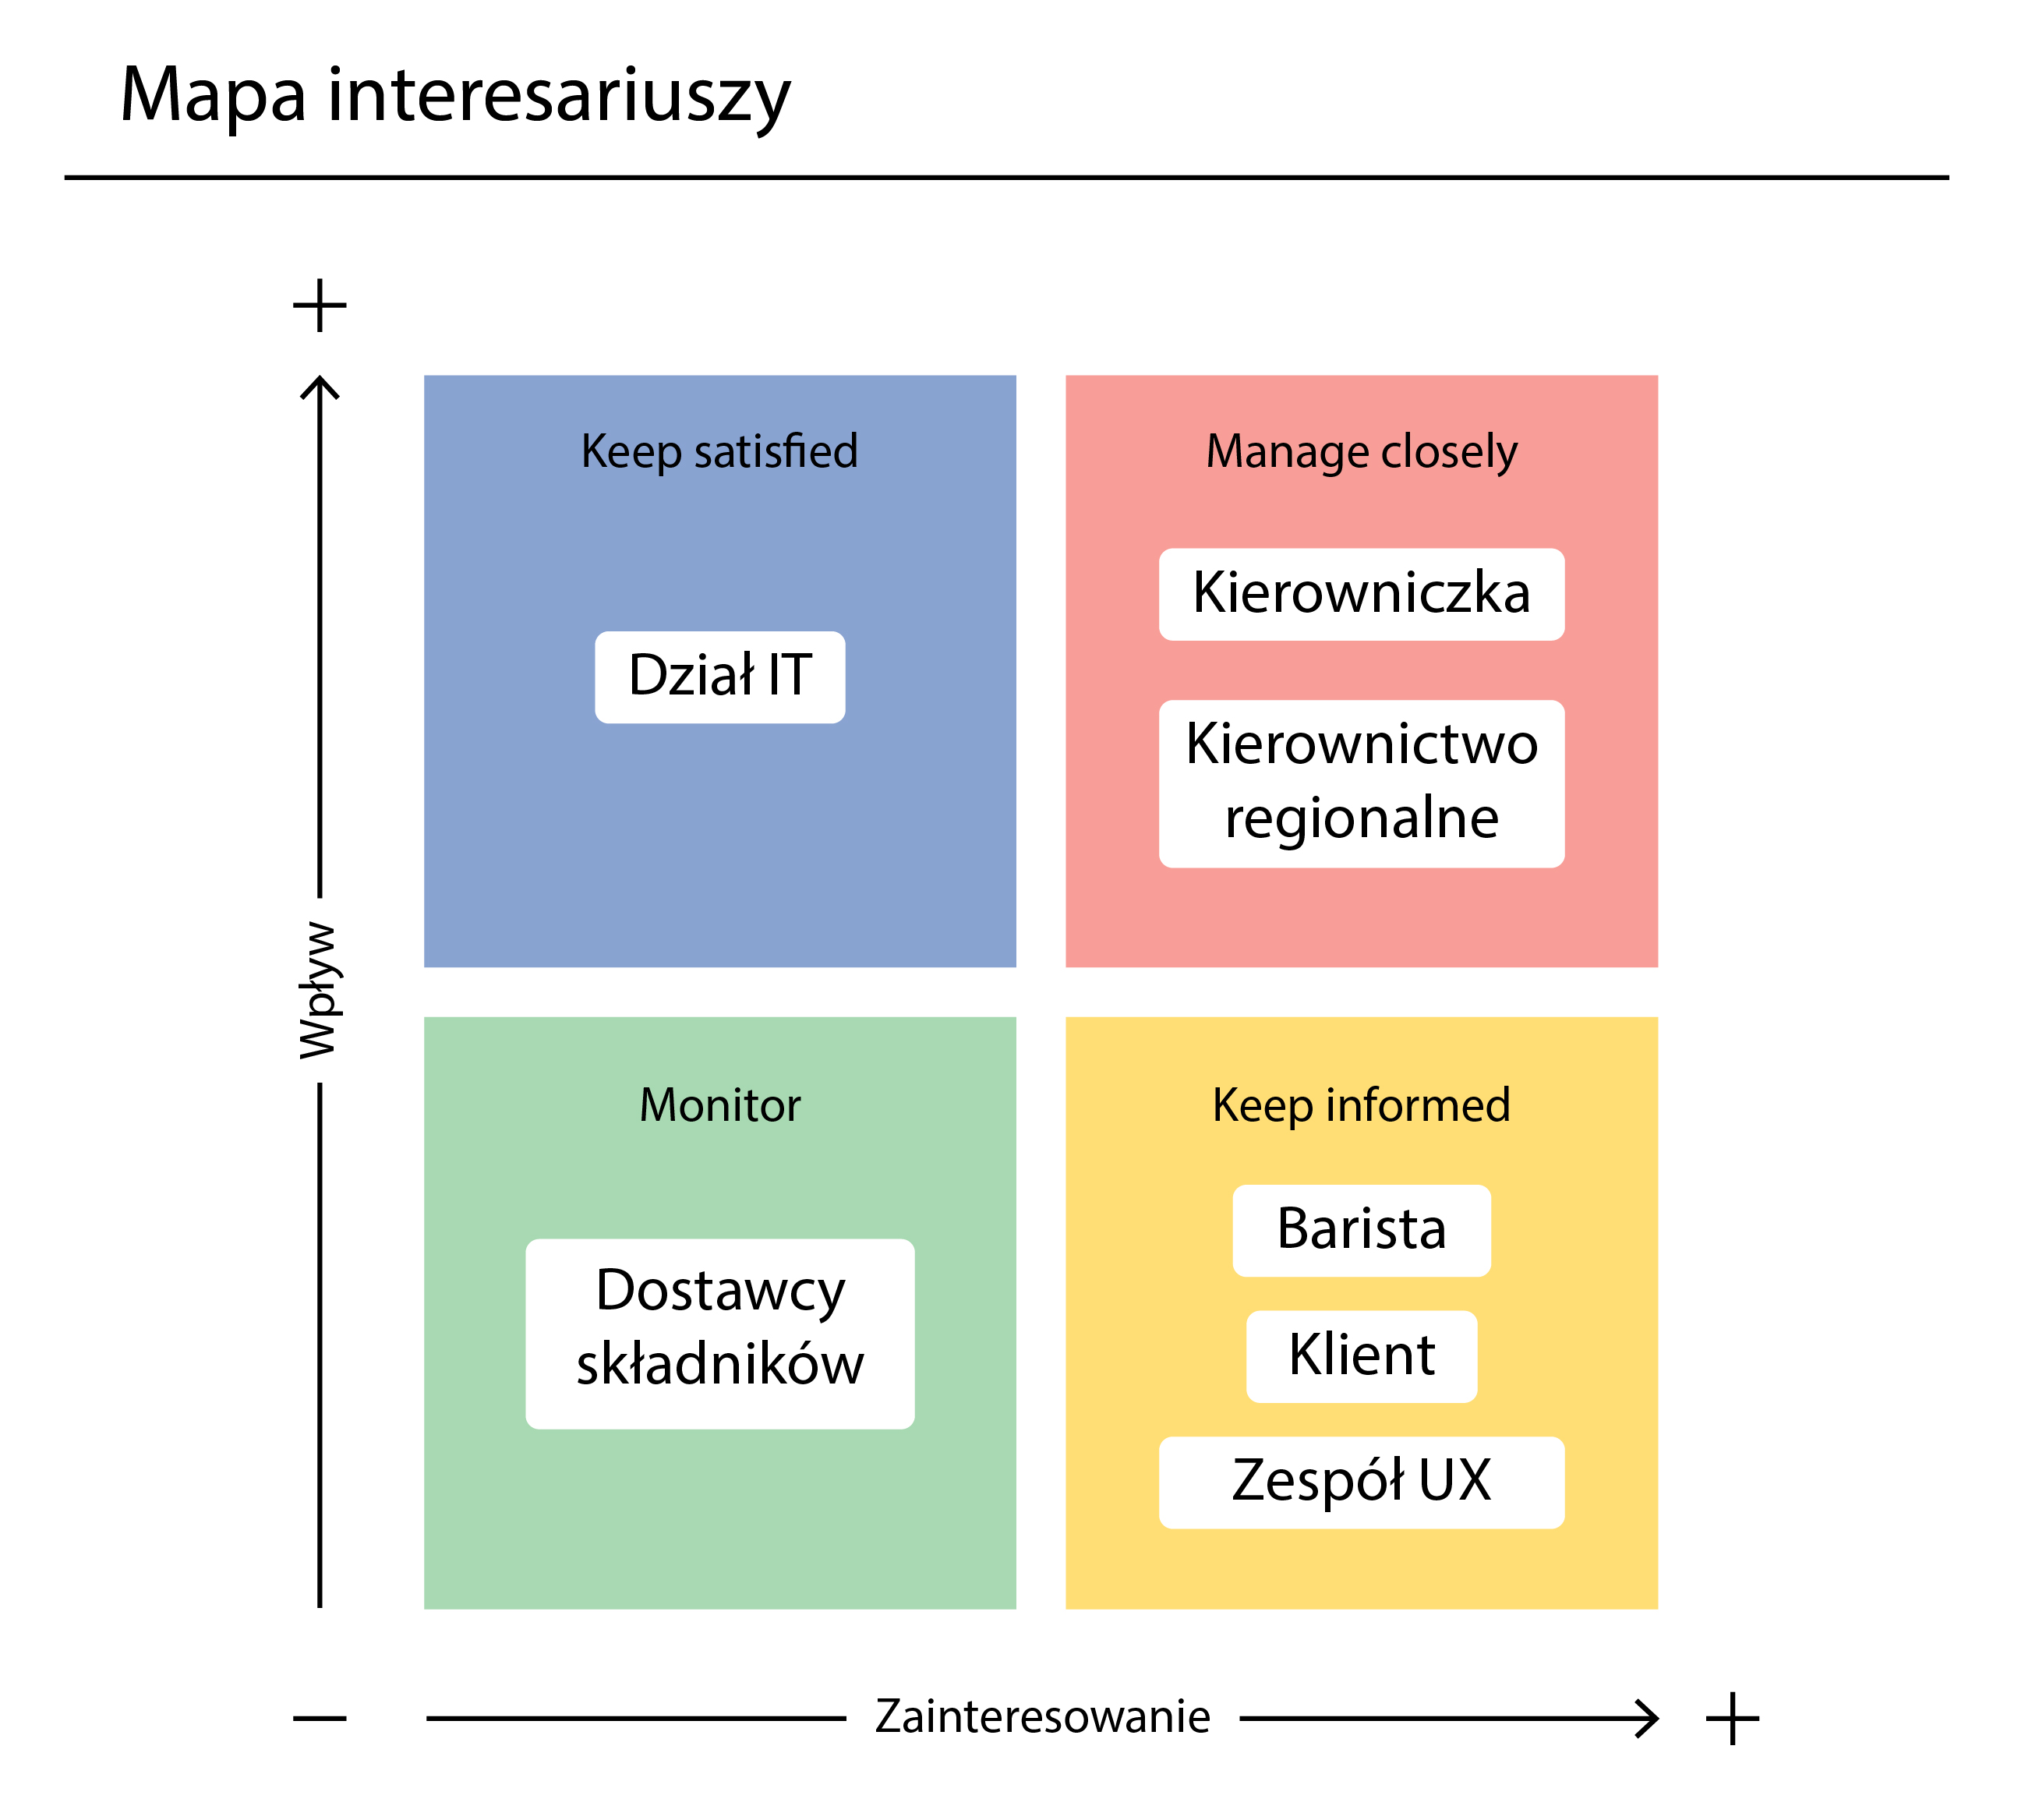 Mapa interesariuszy
+
Keep satisfied
Manage closely
Dział IT
Kierowniczka
Kierownictwo
regionalne
Wpływ
Monitor
Keep informed
Dostawcy
składników
Barista
Klient
Zespół UX
−
Zainteresowanie
+